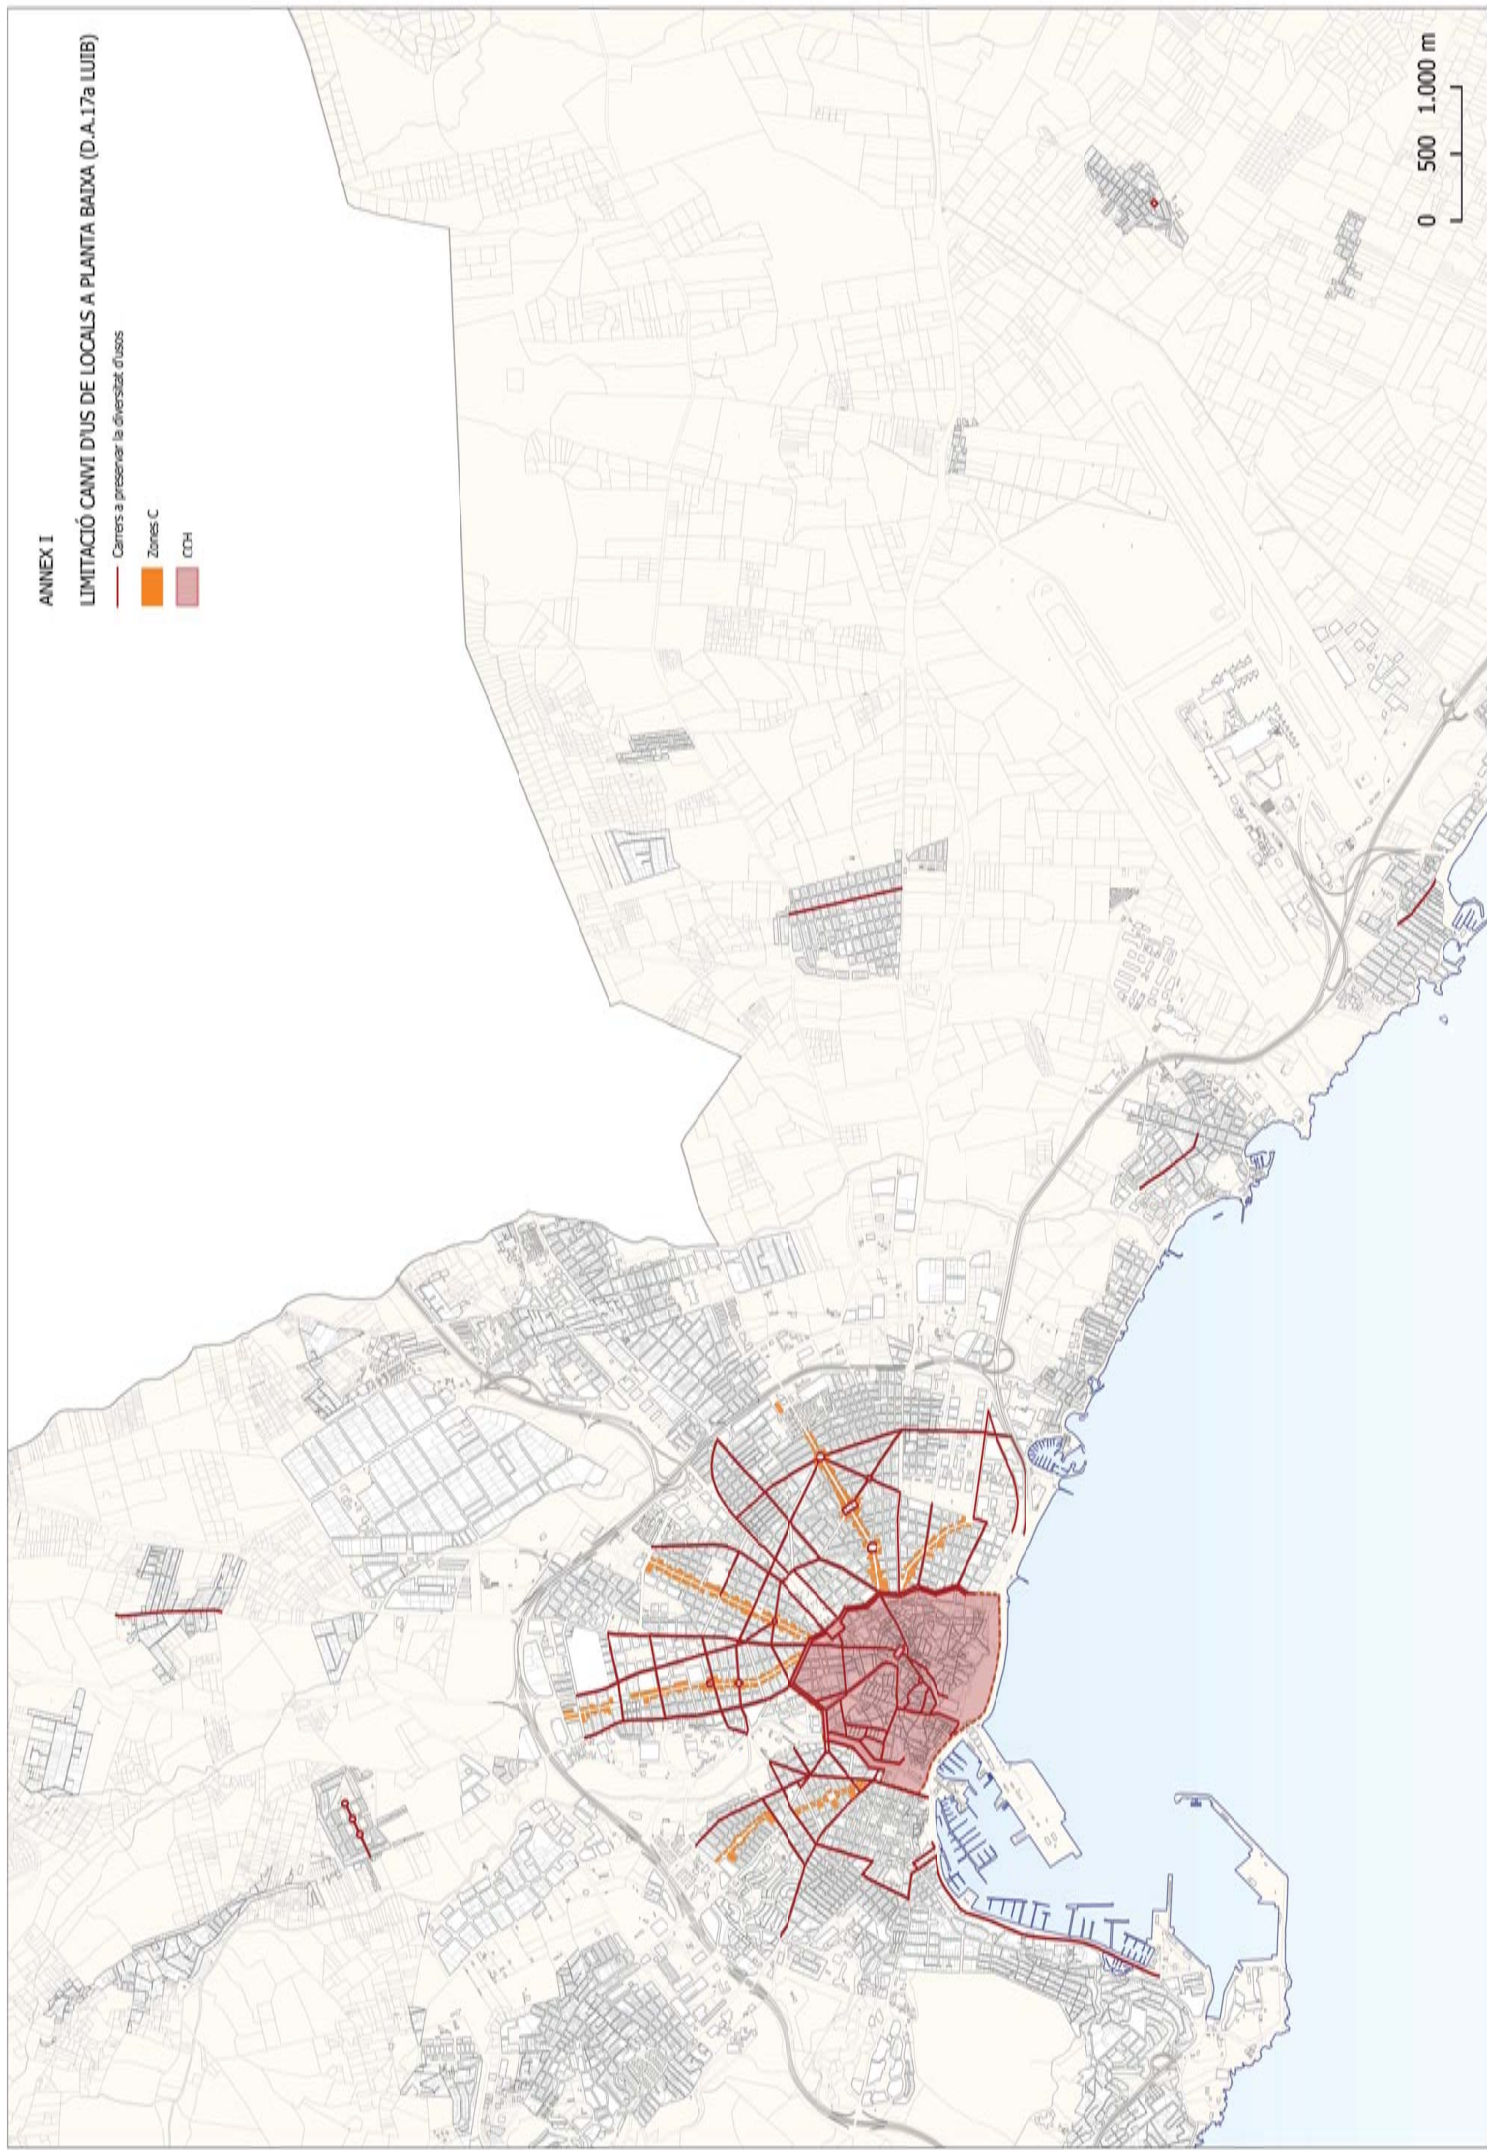 ANNEX I
LIMITACIÓ CANVI D'US DE LOCALS A PLANTA BAIXA (D.A.17a LUIB)
Carrers a preservar la diversitat d'usos
Zones C
CCH
0 500 1.000 m